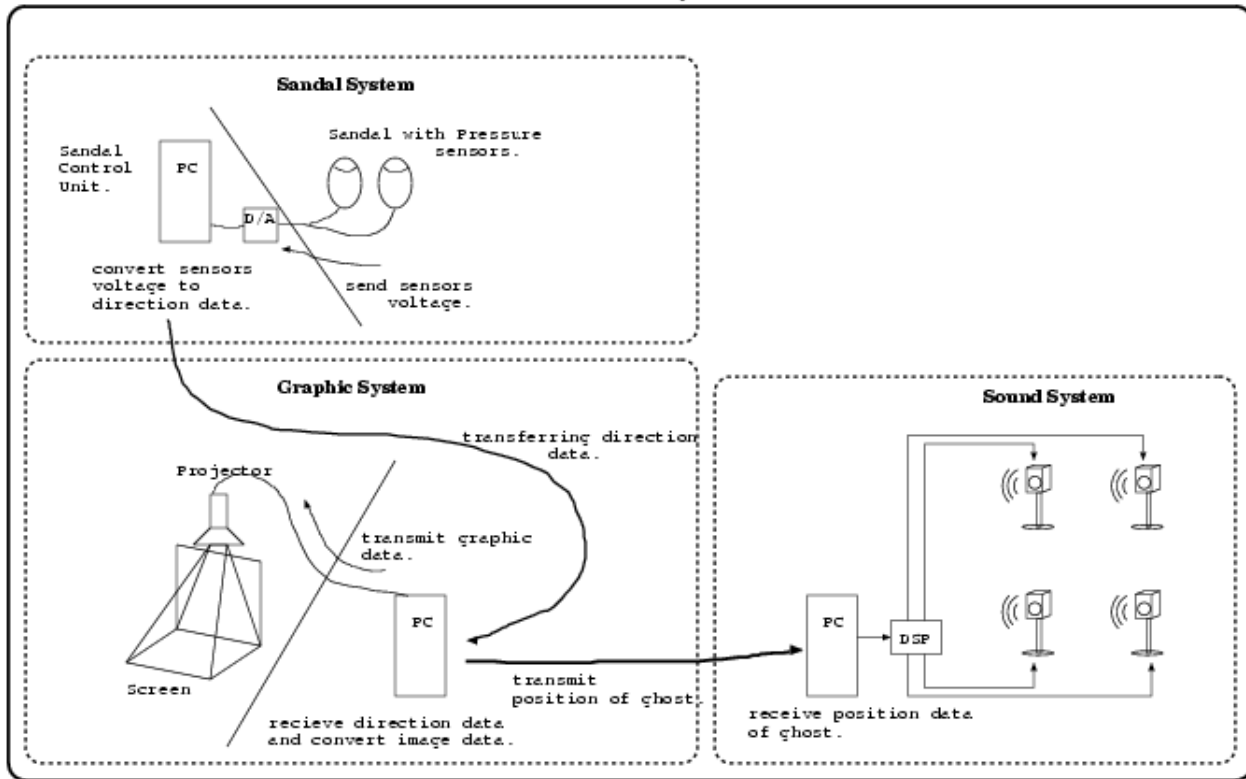 Sandal System
Sandal with Pressure
sensors.
Sandal
Control
Unit.
PC
D/A
convert sensors
voltage to
direction data.
send sensors
voltage.
Graphic System
transferring direction
data.
Projector
transmit graphic
data.
PC
Screen
transmit
position of ghost.
recieve direction data
and convert image data.
Sound System
PC
DSP
receive position data
of ghost.